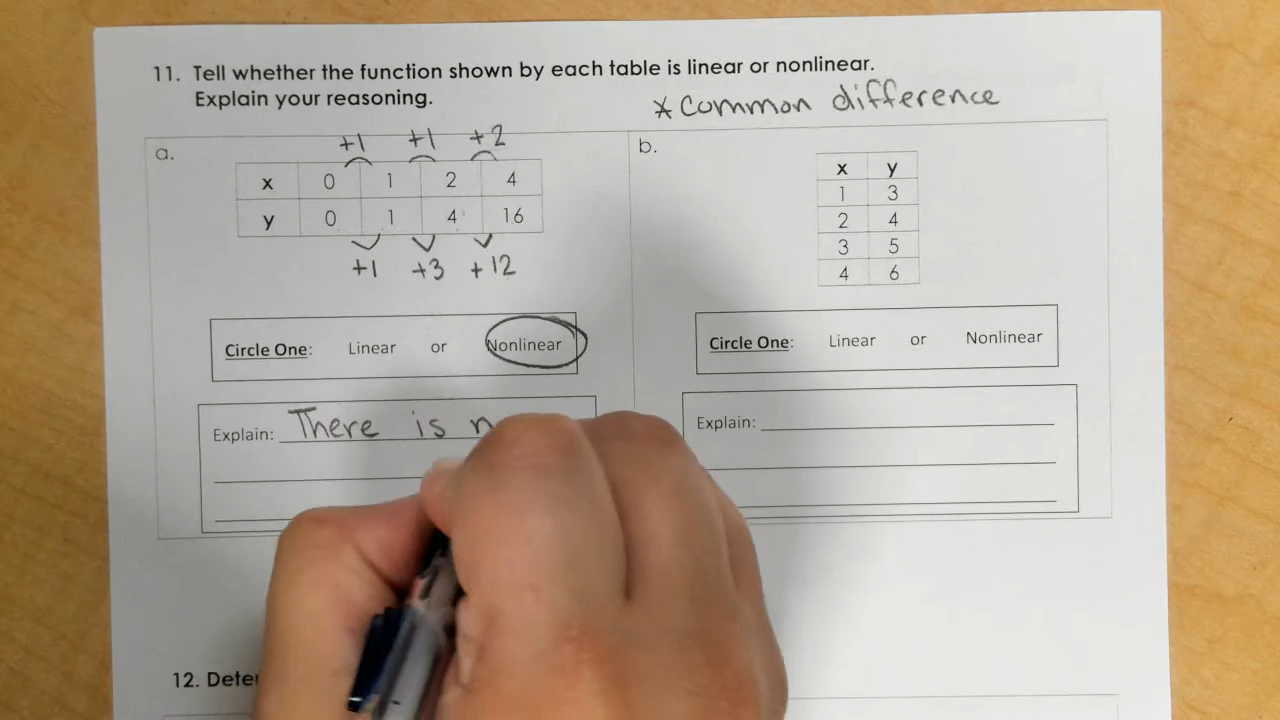 11. Tell whether the function shown by each table is linear or nonlinear.
Explain your reasoning.
* Common difference
a.
+1 +1 +2
x 0 1 2 4
y 0 1 4 16
+1 +3 +12
Circle One: Linear or Nonlinear
Explain: There is n
b.
x y
1 3
2 4
3 5
4 6
Circle One: Linear or Nonlinear
Explain:
12.